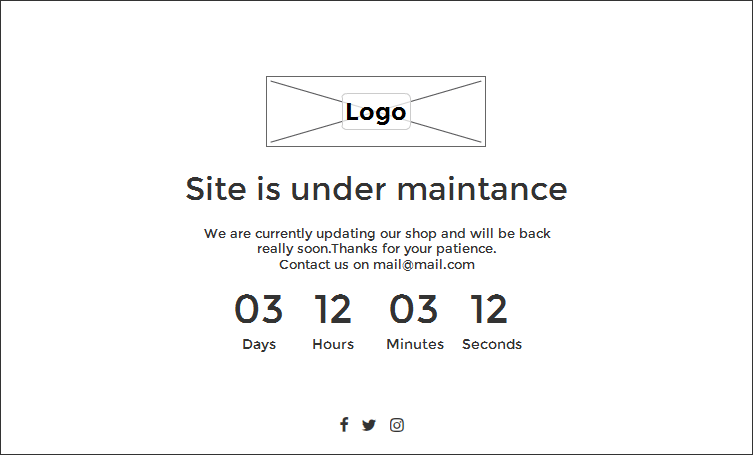 Logo
Site is under maintance
We are currently updating our shop and will be back
really soon.Thanks for your patience.
Contact us on mail@mail.com
03 12 03 12
Days Hours Minutes Seconds